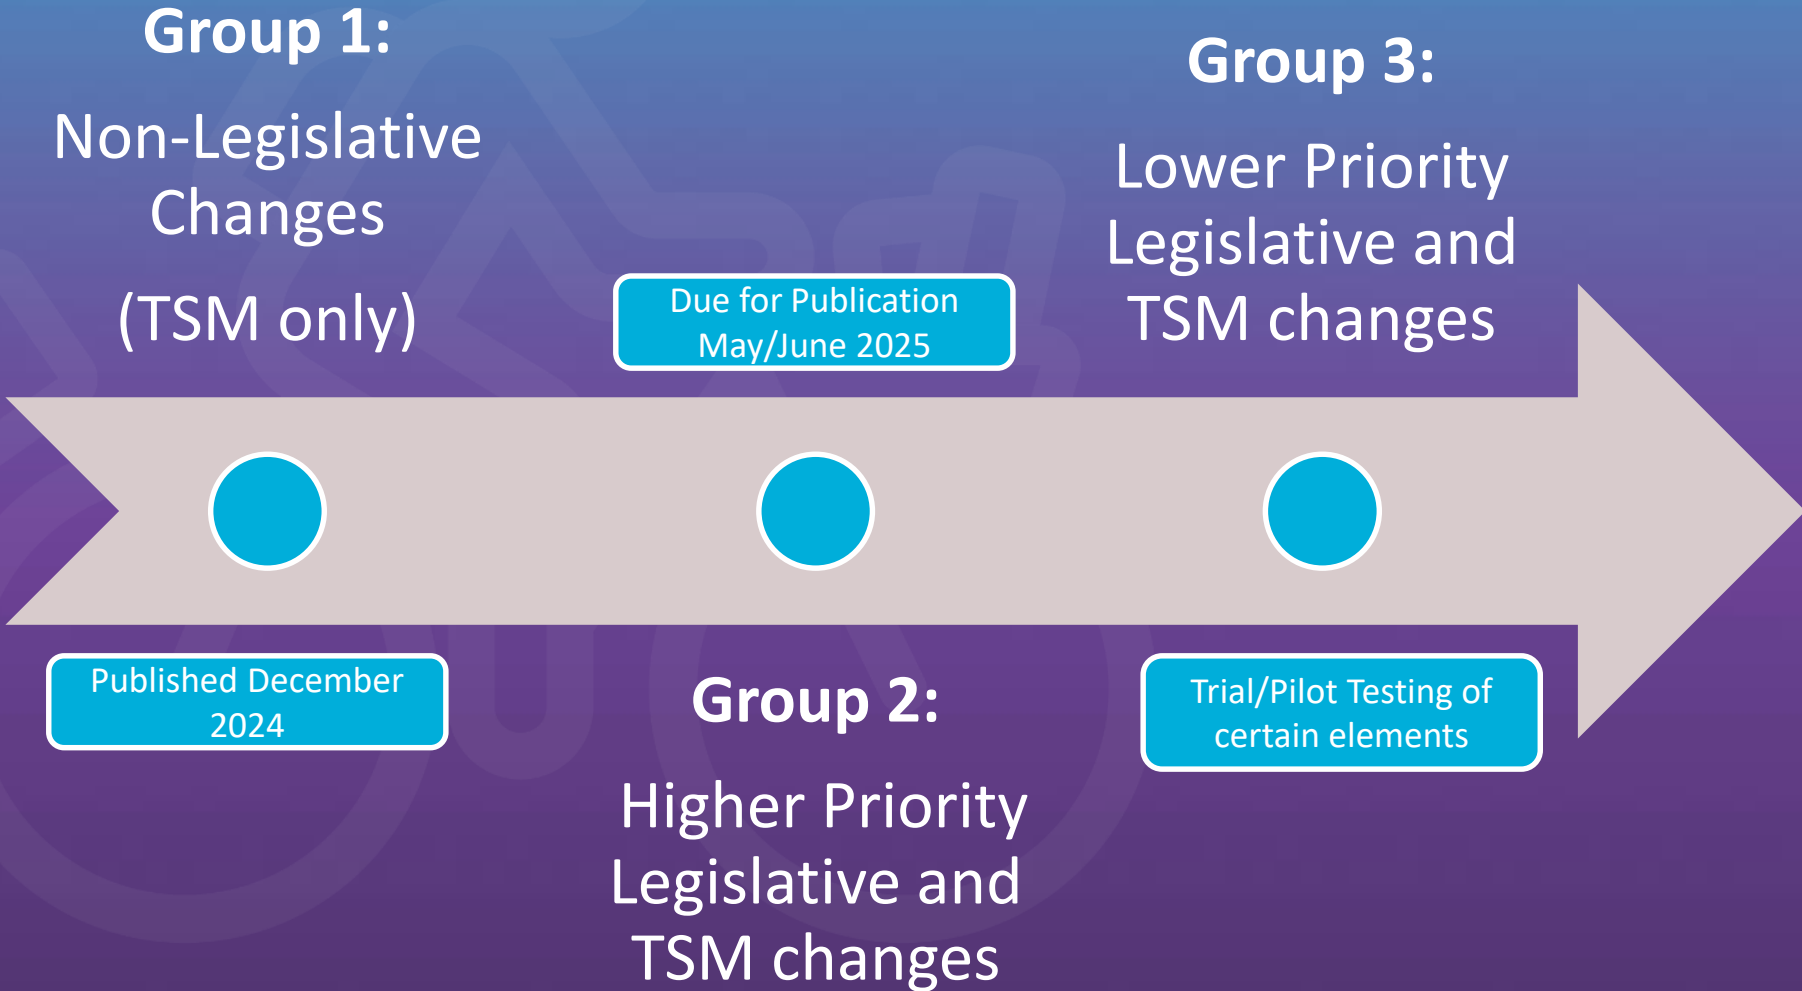 Group 1:
Non-Legislative
Changes
(TSM only)
Published December
2024
Due for Publication
May/June 2025
Group 2:
Higher Priority
Legislative and
TSM changes
Group 3:
Lower Priority
Legislative and
TSM changes
Trial/Pilot Testing of
certain elements